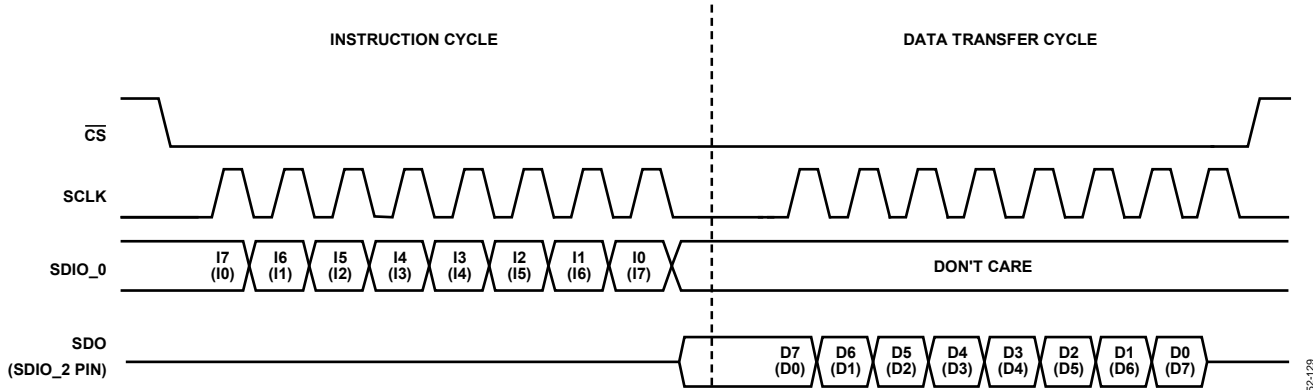 INSTRUCTION CYCLE DATA TRANSFER CYCLE
CS
SCLK
SDIO_0
I7 I6 I5 I4 I3 I2 I1 I0
(I0) (I1) (I2) (I3) (I4) (I5) (I6) (I7)
DON'T CARE
SDO
(SDIO_2 PIN)
D7 D6 D5 D4 D3 D2 D1 D0
(D0) (D1) (D2) (D3) (D4) (D5) (D6) (D7)